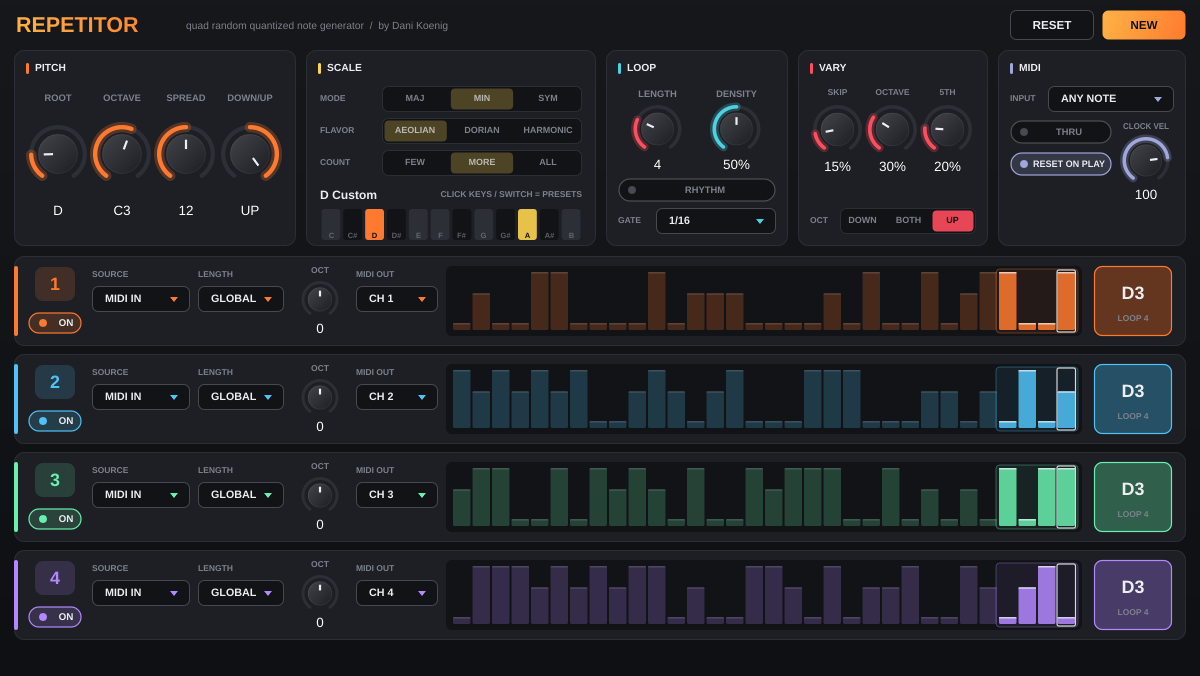 REPETITOR
quad random quantized note generator / by Dani Koenig
RESET
NEW
PITCH
ROOT OCTAVE SPREAD DOWN/UP
D C3 12 UP
SCALE
MODE MAJ MIN SYM
FLAVOR AEOLIAN DORIAN HARMONIC
COUNT FEW MORE ALL
D Custom CLICK KEYS / SWITCH = PRESETS
C C# D D# E F F# G G# A A# B
LOOP
LENGTH DENSITY
4 50%
RHYTHM
GATE 1/16
VARY
SKIP OCTAVE 5TH
15% 30% 20%
OCT DOWN BOTH UP
MIDI
INPUT ANY NOTE
THRU
RESET ON PLAY
CLOCK VEL
100
1
ON
SOURCE LENGTH OCT MIDI OUT
MIDI IN GLOBAL 0 CH 1
D3
LOOP 4
2
ON
SOURCE LENGTH OCT MIDI OUT
MIDI IN GLOBAL 0 CH 2
D3
LOOP 4
3
ON
SOURCE LENGTH OCT MIDI OUT
MIDI IN GLOBAL 0 CH 3
D3
LOOP 4
4
ON
SOURCE LENGTH OCT MIDI OUT
MIDI IN GLOBAL 0 CH 4
D3
LOOP 4